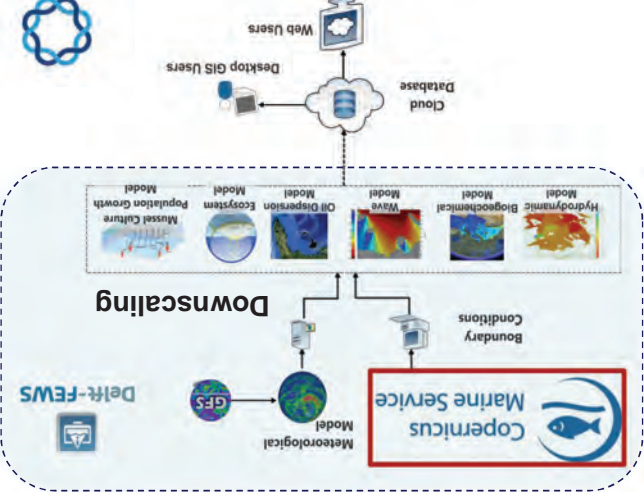 Copernicus
Marine Service
Meteorological
Model
GFS
Delft-FEWS
Boundary
Conditions
Downscaling
Hydrodynamic
Model
Biogeochemical
Model
Wave
Model
Oil Dispersion
Model
Ecosystem
Model
Mussel Culture
Population Growth
Model
Cloud
Database
Desktop GIS Users
Web Users